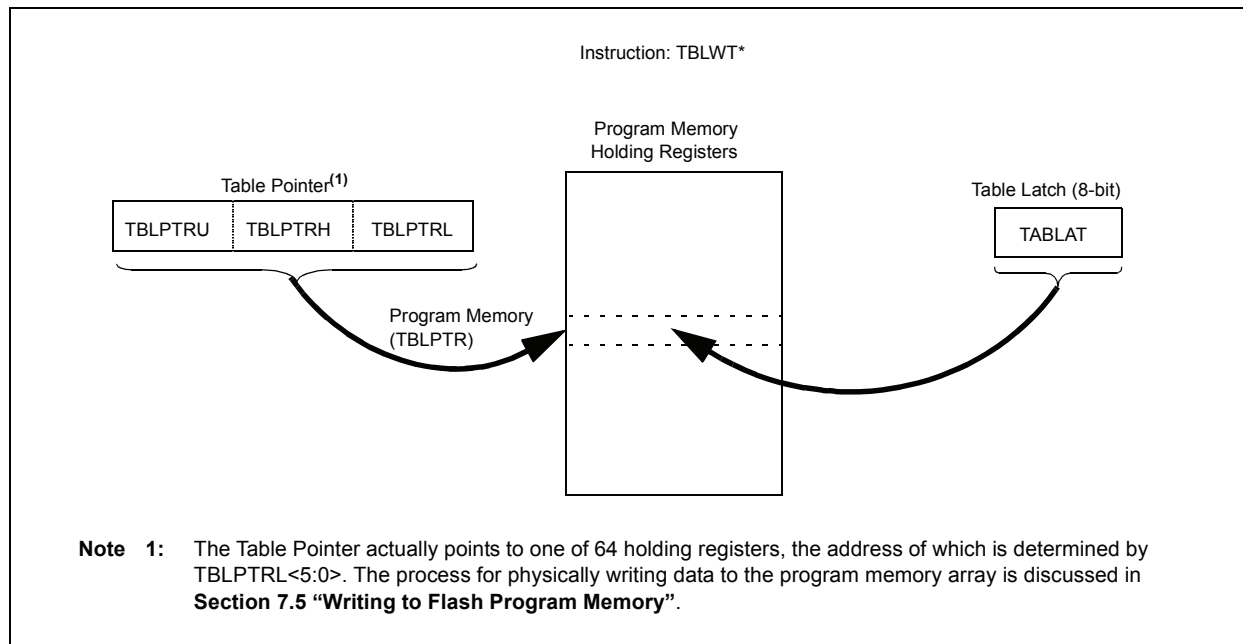 Instruction: TBLWT*
Program Memory
Holding Registers
Table Pointer(1)
Table Latch (8-bit)
TBLPTRU TBLPTRH TBLPTRL
TABLAT
Program Memory
(TBLPTR)
Note 1: The Table Pointer actually points to one of 64 holding registers, the address of which is determined by
TBLPTRL<5:0>. The process for physically writing data to the program memory array is discussed in
Section 7.5 “Writing to Flash Program Memory”.